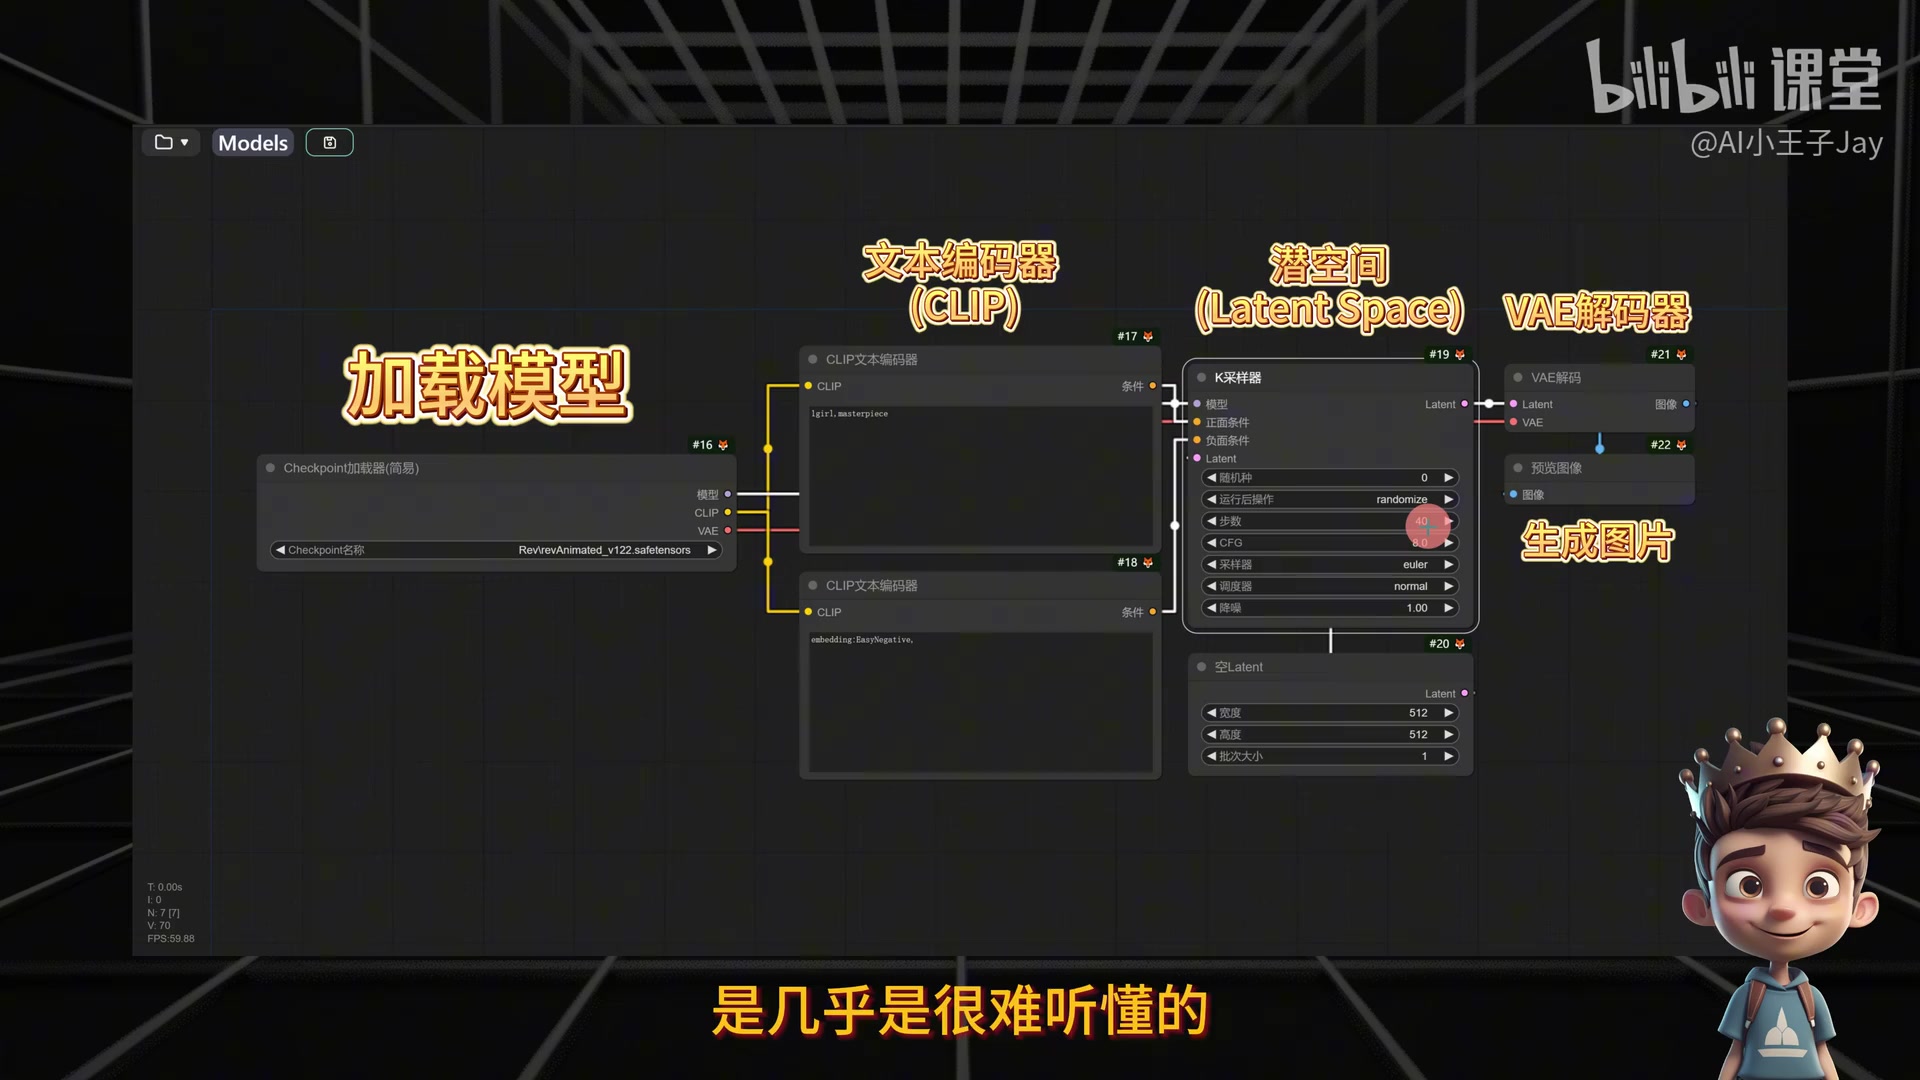 bilibili 课堂
@AI小王子Jay
Models
文本编码器
(CLIP)
潜空间
(Latent Space)
VAE解码器
加载模型
#16
Checkpoint加载器(简易)
模型
CLIP
VAE
Checkpoint名称 Rev\revAnimated_v122.safetensors
#17
CLIP文本编码器
CLIP 条件
1girl,masterpiece
#18
CLIP文本编码器
CLIP 条件
embedding:EasyNegative,
#19
K采样器
模型 Latent
正面条件
负面条件
Latent
随机种 0
运行后操作 randomize
步数 40
CFG 8.0
采样器 euler
调度器 normal
降噪 1.00
#20
空Latent
Latent
宽度 512
高度 512
批次大小 1
#21
VAE解码
Latent 图像
VAE
#22
预览图像
图像
生成图片
T: 0.00s
I: 0
N: 7 [7]
V: 70
FPS:59.88
是几乎是很难听懂的